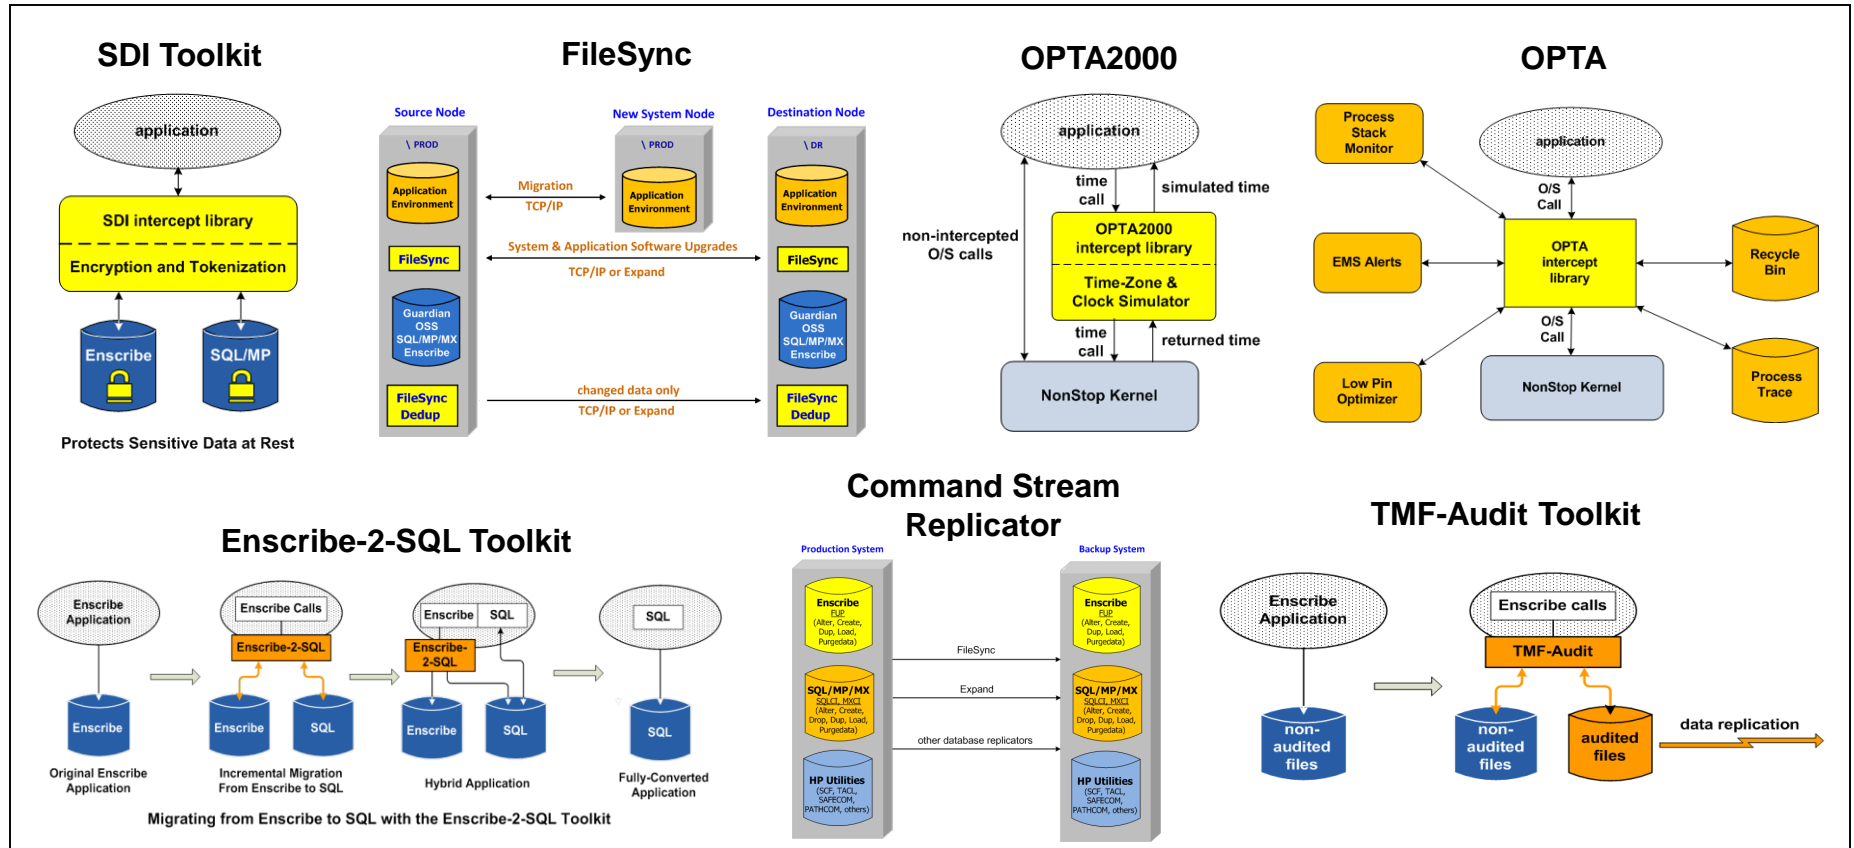 SDI Toolkit
application
SDI intercept library
Encryption and Tokenization
Enscribe
SQL/MP
Protects Sensitive Data at Rest
FileSync
Source Node
New System Node
Destination Node
\ PROD
\ PROD
\ DR
Application
Environment
Migration
TCP/IP
Application
Environment
Application
Environment
System & Application Software Upgrades
FileSync
TCP/IP or Expand
FileSync
Guardian
OSS
SQL/MP/MX
Enscribe
Guardian
OSS
SQL/MP/MX
Enscribe
FileSync
Dedup
changed data only
TCP/IP or Expand
FileSync
Dedup
OPTA2000
application
time
call
simulated time
non-intercepted
O/S calls
OPTA2000
intercept library
Time-Zone &
Clock Simulator
time
call
returned time
NonStop Kernel
OPTA
Process
Stack
Monitor
application
O/S
Call
EMS Alerts
OPTA
intercept
library
Recycle
Bin
O/S
Call
Low Pin
Optimizer
NonStop Kernel
Process
Trace
Enscribe-2-SQL Toolkit
Enscribe
Application
Enscribe
Original Enscribe
Application
Enscribe Calls
Enscribe-2-SQL
Enscribe
SQL
Incremental Migration
From Enscribe to SQL
Enscribe
SQL
Enscribe-
2-SQL
Enscribe
SQL
Hybrid Application
SQL
SQL
Fully-Converted
Application
Migrating from Enscribe to SQL with the Enscribe-2-SQL Toolkit
Command Stream
Replicator
Production System
Backup System
Enscribe
FUP
(Alter, Create,
Dup, Load,
Purgedata)
Enscribe
FUP
(Alter, Create,
Dup, Load,
Purgedata)
FileSync
SQL/MP/MX
SQLCI, MXCI
(Alter, Create,
Drop, Dup, Load,
Purgedata)
Expand
SQL/MP/MX
SQLCI, MXCI
(Alter, Create,
Drop, Dup, Load,
Purgedata)
other database replicators
HP Utilities
(SCF, TACL,
SAFECOM,
PATHCOM, others)
HP Utilities
(SCF, TACL,
SAFECOM,
PATHCOM, others)
TMF-Audit Toolkit
Enscribe
Application
non-
audited
files
Enscribe calls
TMF-Audit
non-
audited
files
audited
files
data replication